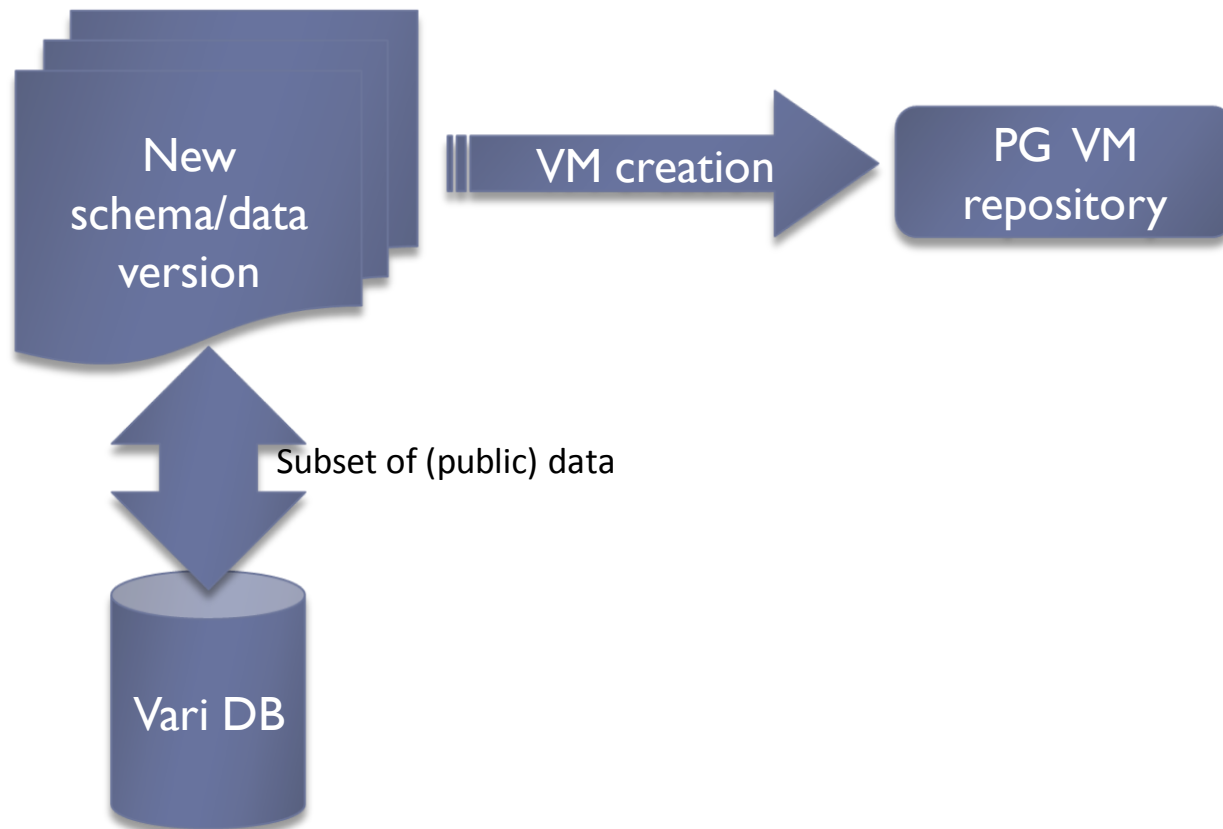 New
schema/data
version
VM creation
PG VM
repository
Subset of (public) data
Vari DB